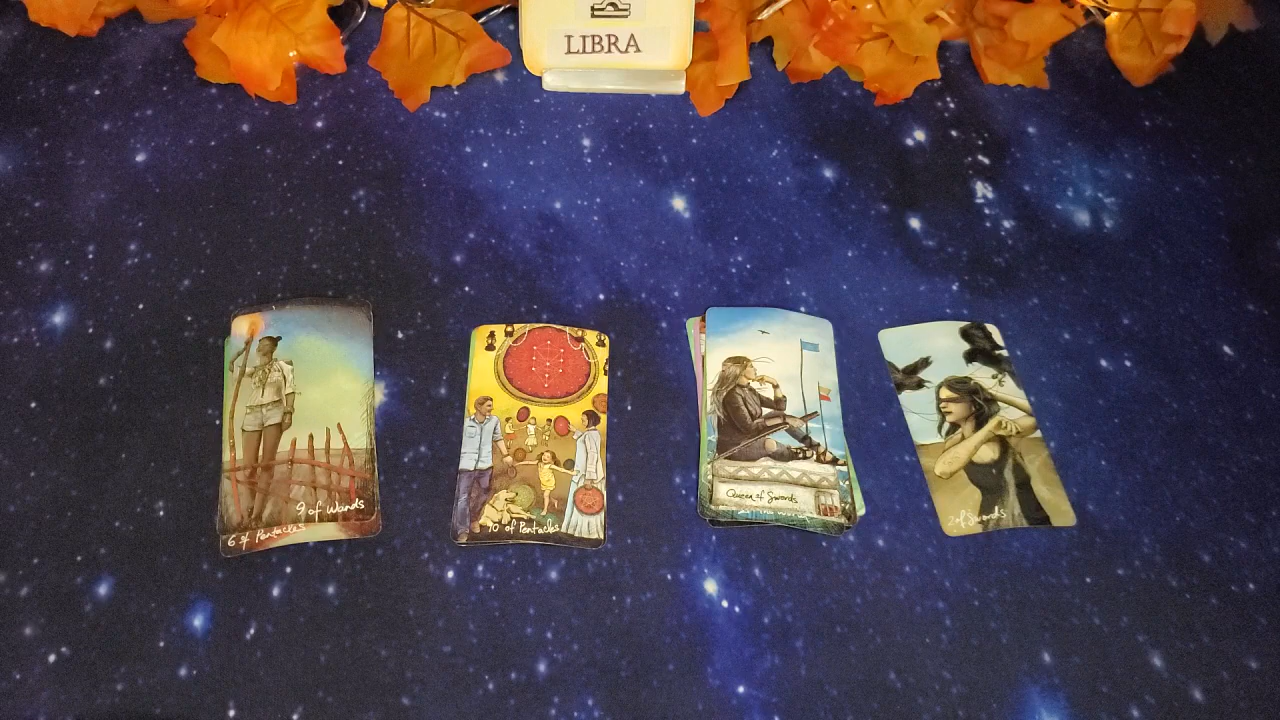 LIBRA
9 of Wands
6 of Pentacles
10 of Pentacles
Queen of Swords
2 of Swords